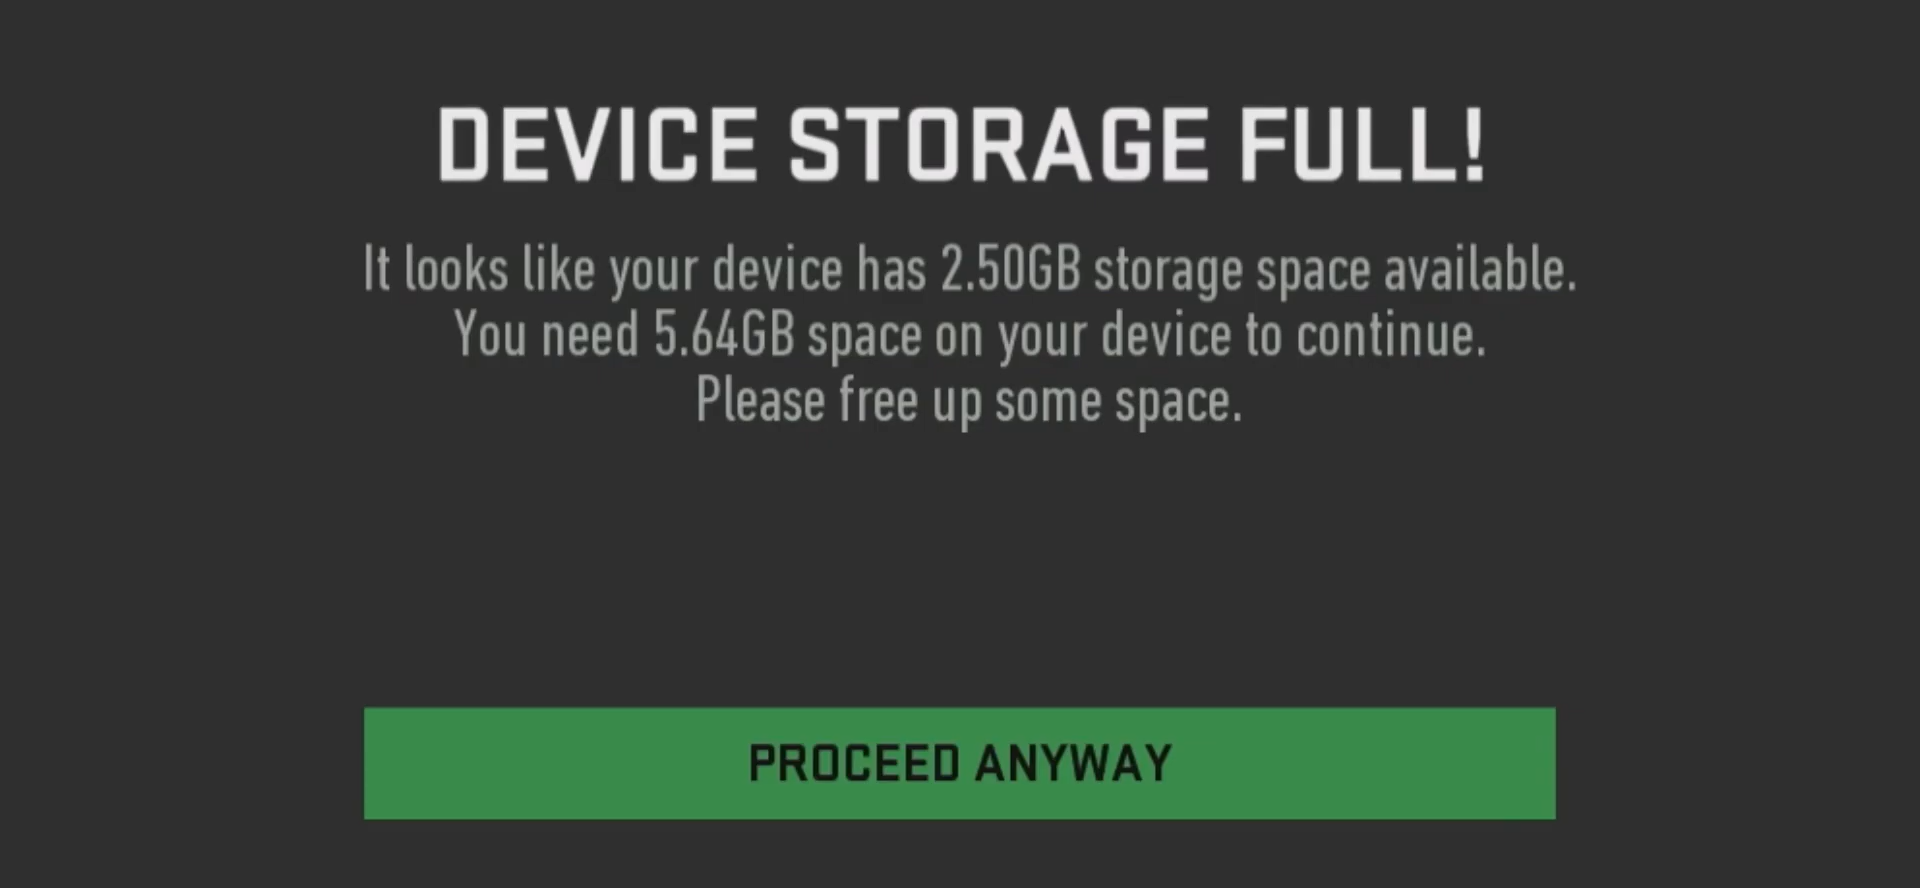 DEVICE STORAGE FULL!
It looks like your device has 2.50GB storage space available.
You need 5.64GB space on your device to continue.
Please free up some space.
PROCEED ANYWAY